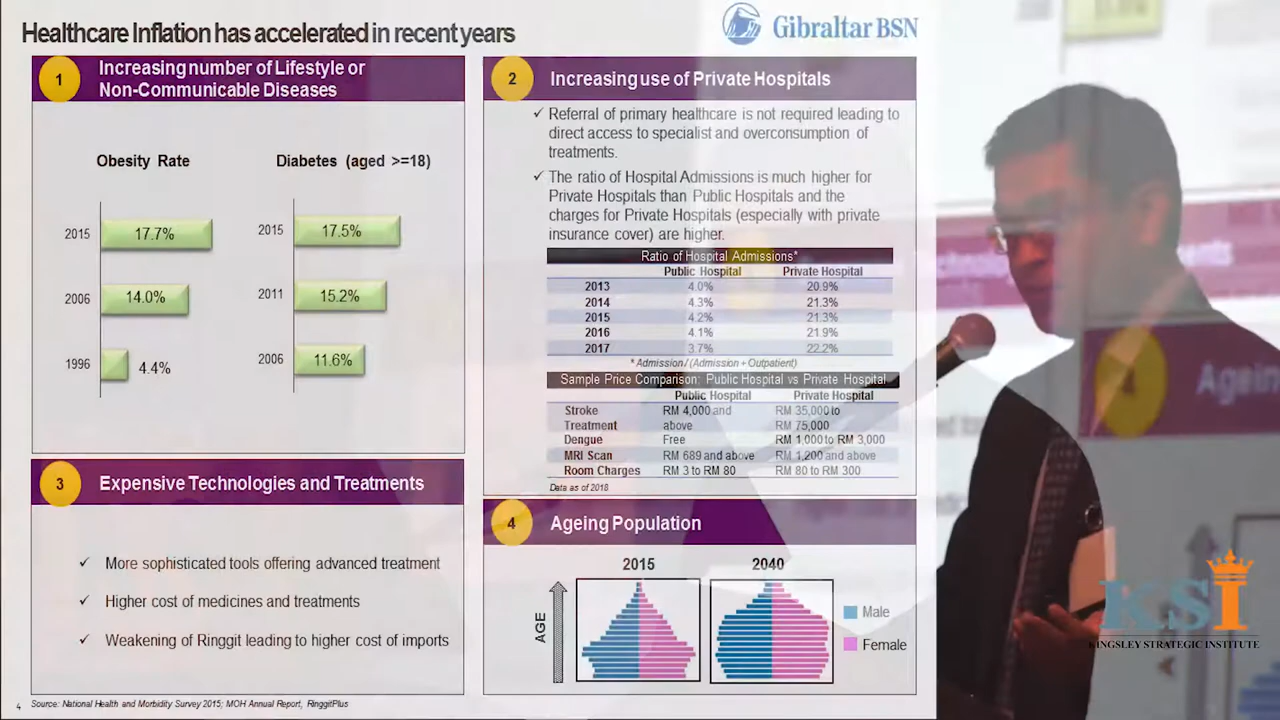 Healthcare Inflation has accelerated in recent years
Gibraltar BSN
1
Increasing number of Lifestyle or
Non-Communicable Diseases
Obesity Rate
2015 17.7%
2006 14.0%
1996 4.4%
Diabetes (aged >=18)
2015 17.5%
2011 15.2%
2006 11.6%
2
Increasing use of Private Hospitals
✓ Referral of primary healthcare is not required leading to
direct access to specialist and overconsumption of
treatments.
✓ The ratio of Hospital Admissions is much higher for
Private Hospitals than Public Hospitals and the
charges for Private Hospitals (especially with private
insurance cover) are higher.
Ratio of Hospital Admissions*
Public Hospital Private Hospital
2013 4.0% 20.9%
2014 4.3% 21.3%
2015 4.2% 21.3%
2016 4.1% 21.9%
2017 3.7% 22.2%
* Admission / (Admission + Outpatient)
Sample Price Comparison: Public Hospital vs Private Hospital
Public Hospital Private Hospital
Stroke RM 4,000 and RM 35,000 to
Treatment above RM 75,000
Dengue Free RM 1,000 to RM 3,000
MRI Scan RM 689 and above RM 1,200 and above
Room Charges RM 3 to RM 80 RM 80 to RM 300
Data as of 2018
3
Expensive Technologies and Treatments
✓ More sophisticated tools offering advanced treatment
✓ Higher cost of medicines and treatments
✓ Weakening of Ringgit leading to higher cost of imports
4
Ageing Population
2015 2040
AGE
Male
Female
4
Agein
KSI
KINGSLEY STRATEGIC INSTITUTE
4 Source: National Health and Morbidity Survey 2015; MOH Annual Report, RinggitPlus